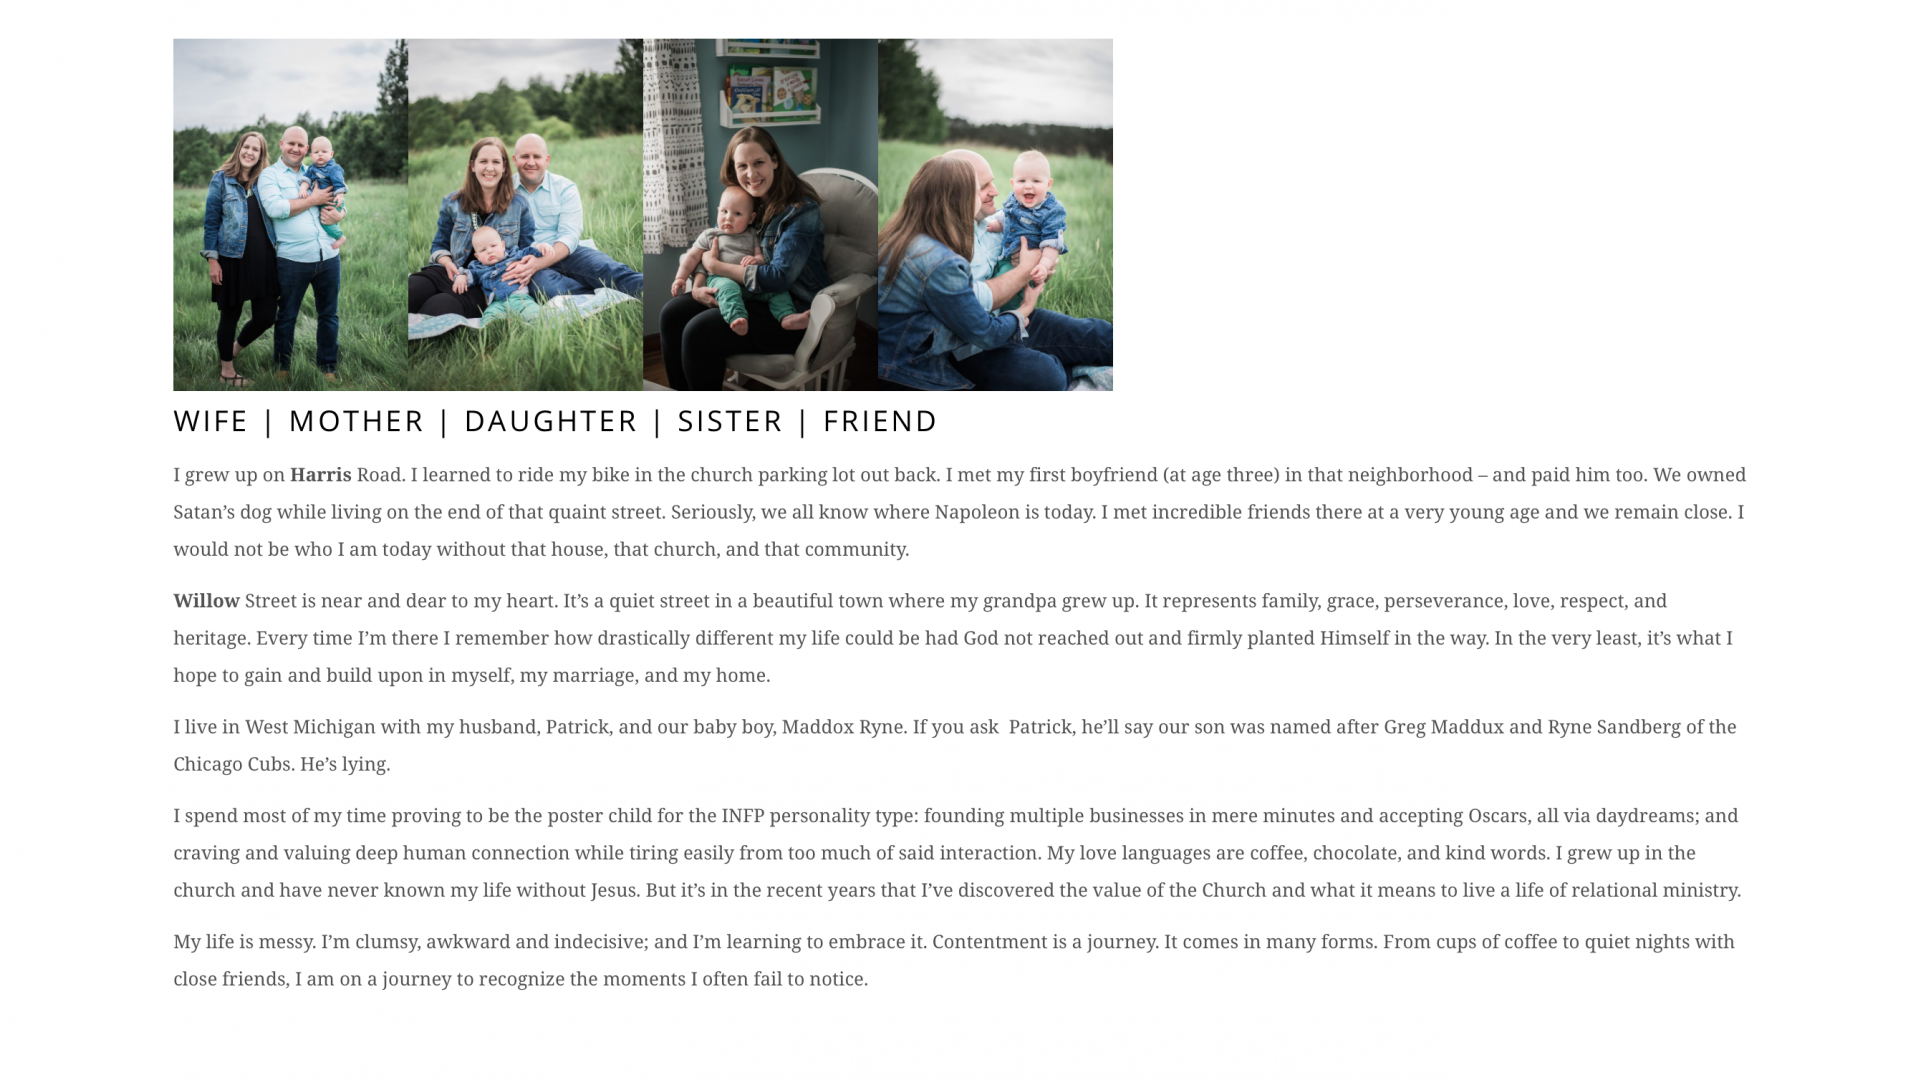 WIFE | MOTHER | DAUGHTER | SISTER | FRIEND
I grew up on Harris Road. I learned to ride my bike in the church parking lot out back. I met my first boyfriend (at age three) in that neighborhood – and paid him too. We owned
Satan’s dog while living on the end of that quaint street. Seriously, we all know where Napoleon is today. I met incredible friends there at a very young age and we remain close. I
would not be who I am today without that house, that church, and that community.
Willow Street is near and dear to my heart. It’s a quiet street in a beautiful town where my grandpa grew up. It represents family, grace, perseverance, love, respect, and
heritage. Every time I’m there I remember how drastically different my life could be had God not reached out and firmly planted Himself in the way. In the very least, it’s what I
hope to gain and build upon in myself, my marriage, and my home.
I live in West Michigan with my husband, Patrick, and our baby boy, Maddox Ryne. If you ask  Patrick, he’ll say our son was named after Greg Maddux and Ryne Sandberg of the
Chicago Cubs. He’s lying.
I spend most of my time proving to be the poster child for the INFP personality type: founding multiple businesses in mere minutes and accepting Oscars, all via daydreams; and
craving and valuing deep human connection while tiring easily from too much of said interaction. My love languages are coffee, chocolate, and kind words. I grew up in the
church and have never known my life without Jesus. But it’s in the recent years that I’ve discovered the value of the Church and what it means to live a life of relational ministry.
My life is messy. I’m clumsy, awkward and indecisive; and I’m learning to embrace it. Contentment is a journey. It comes in many forms. From cups of coffee to quiet nights with
close friends, I am on a journey to recognize the moments I often fail to notice.